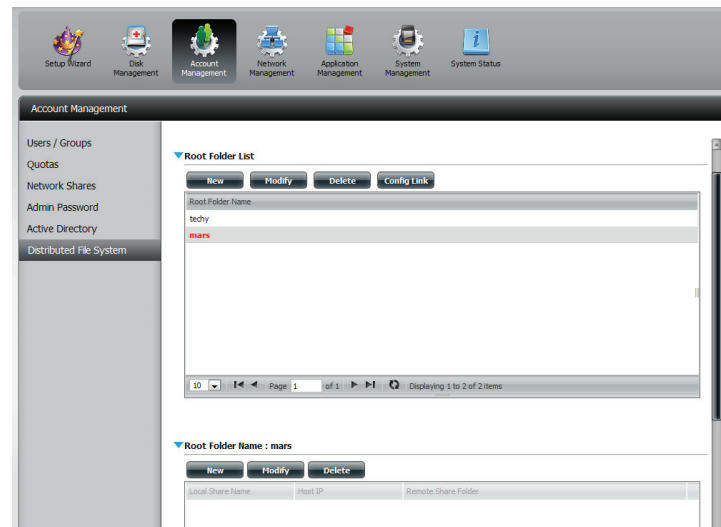 Setup Wizard
Disk Management
Account Management
Network Management
Application Management
System Management
System Status
Account Management
Users / Groups
Quotas
Network Shares
Admin Password
Active Directory
Distributed File System
Root Folder List
New Modify Delete Config Link
Root Folder Name
techy
mars
10 Page 1 of 1 Displaying 1 to 2 of 2 items
Root Folder Name : mars
New Modify Delete
Local Share Name Host IP Remote Share Folder